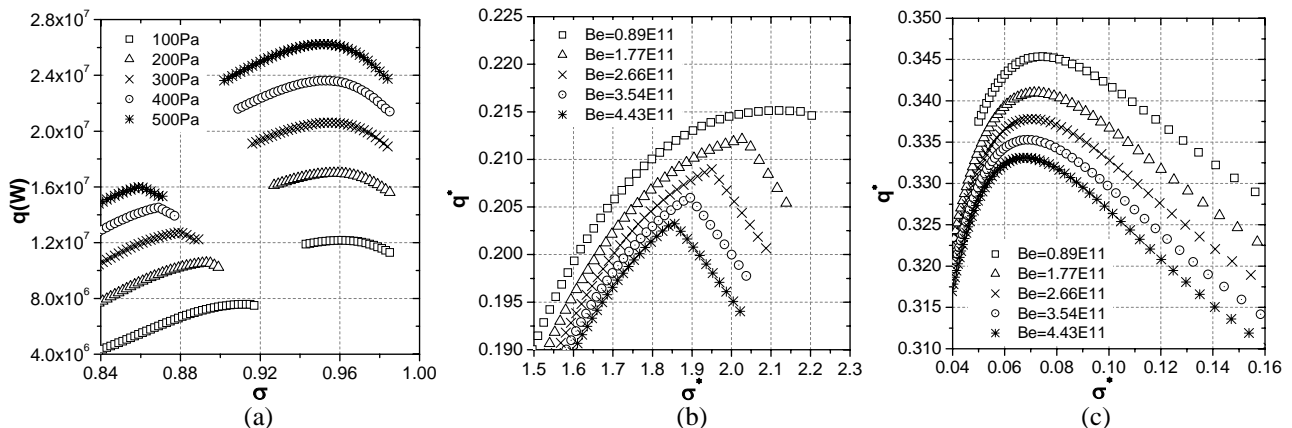 2.8x10⁷
2.4x10⁷
2.0x10⁷
1.6x10⁷
1.2x10⁷
8.0x10⁶
4.0x10⁶
q(W)
100Pa
200Pa
300Pa
400Pa
500Pa
0.84 0.88 0.92 0.96 1.00
σ
(a)
0.225
0.220
0.215
0.210
0.205
0.200
0.195
0.190
q*
Be=0.89E11
Be=1.77E11
Be=2.66E11
Be=3.54E11
Be=4.43E11
1.5 1.6 1.7 1.8 1.9 2.0 2.1 2.2 2.3
σ*
(b)
0.345
0.340
0.335
0.330
0.325
0.320
0.315
0.310
q*
Be=0.89E11
Be=1.77E11
Be=2.66E11
Be=3.54E11
Be=4.43E11
0.04 0.06 0.08 0.10 0.12 0.14 0.16
σ*
(c)